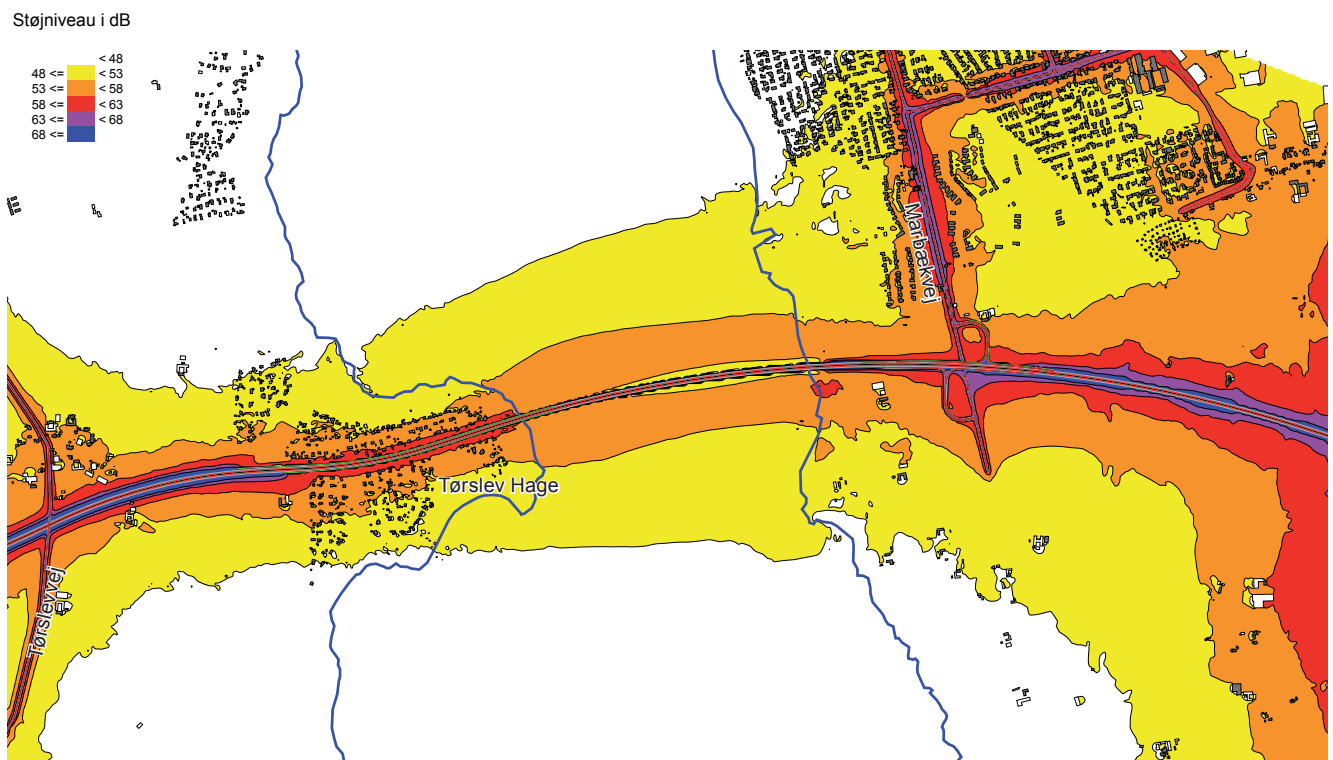 Støjniveau i dB
< 48
48 <= < 53
53 <= < 58
58 <= < 63
63 <= < 68
68 <=
Marbækvej
Tørslev Hage
Tørslevvej